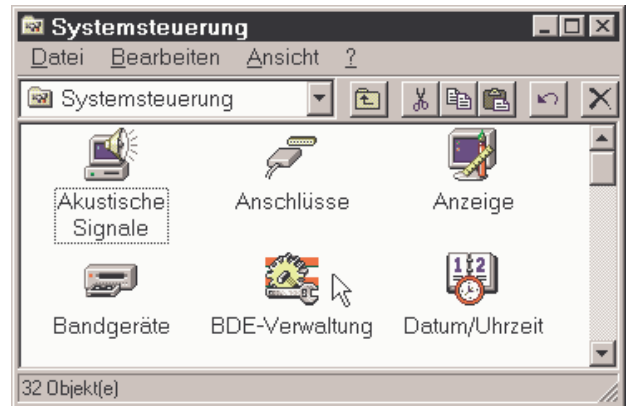 Systemsteuerung
Datei Bearbeiten Ansicht ?
Systemsteuerung
Akustische Signale
Anschlüsse
Anzeige
Bandgeräte
BDE-Verwaltung
Datum/Uhrzeit
32 Objekt(e)